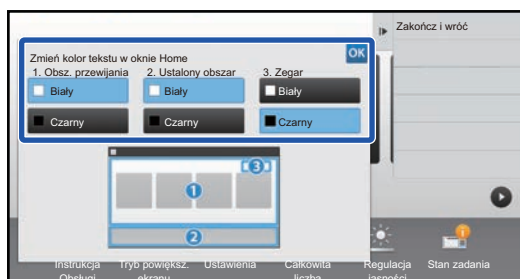 Zakończ i wróć
OK
Zmień kolor tekstu w oknie Home
1. Obsz. przewijania 2. Ustalony obszar 3. Zegar
Biały Biały Biały
Czarny Czarny Czarny
3
1
2
Instrukcja Tryb powiększ. Ustawienia Całkowita Regulacja Stan zadania
Obsługi ekranu liczba jasności